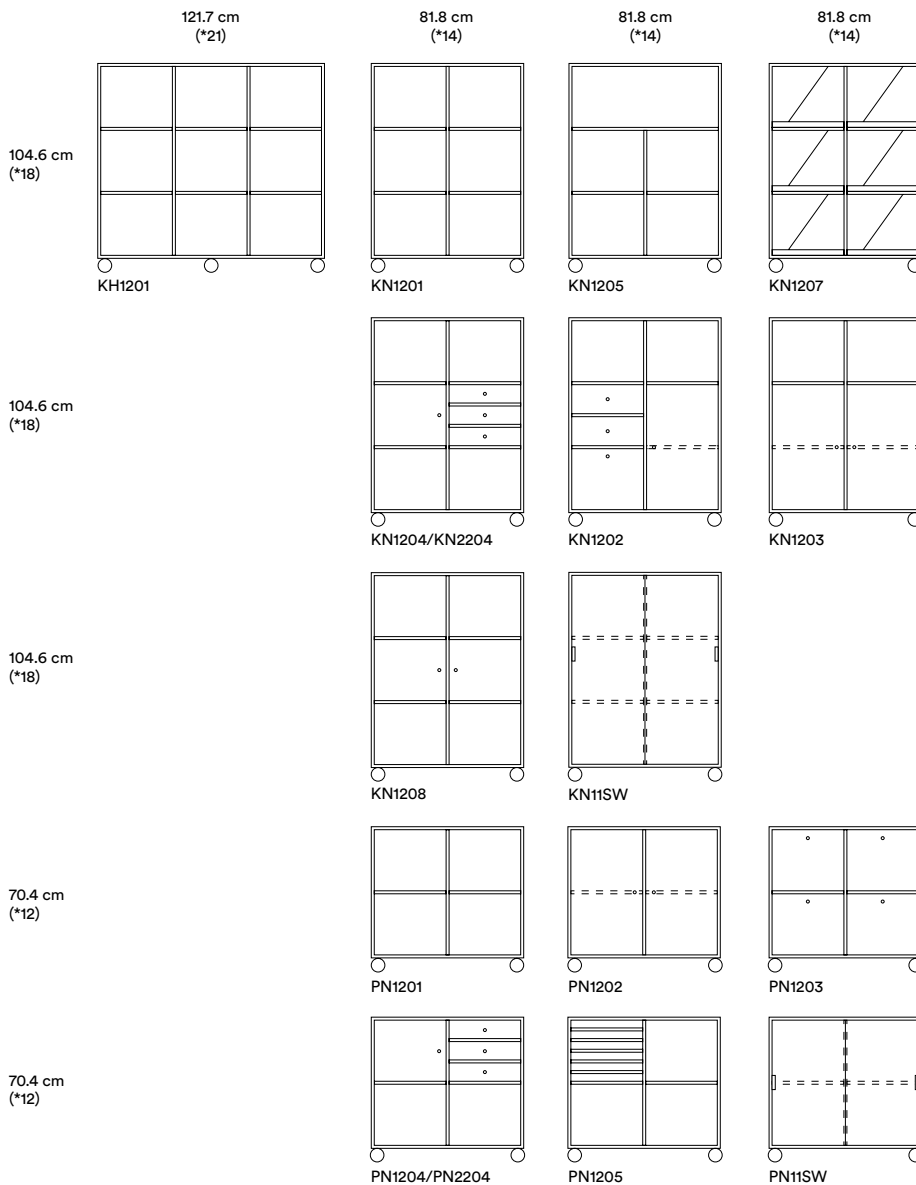 121.7 cm
(*21)
81.8 cm
(*14)
81.8 cm
(*14)
81.8 cm
(*14)
104.6 cm
(*18)
KH1201
KN1201
KN1205
KN1207
104.6 cm
(*18)
KN1204/KN2204
KN1202
KN1203
104.6 cm
(*18)
KN1208
KN11SW
70.4 cm
(*12)
PN1201
PN1202
PN1203
70.4 cm
(*12)
PN1204/PN2204
PN1205
PN11SW